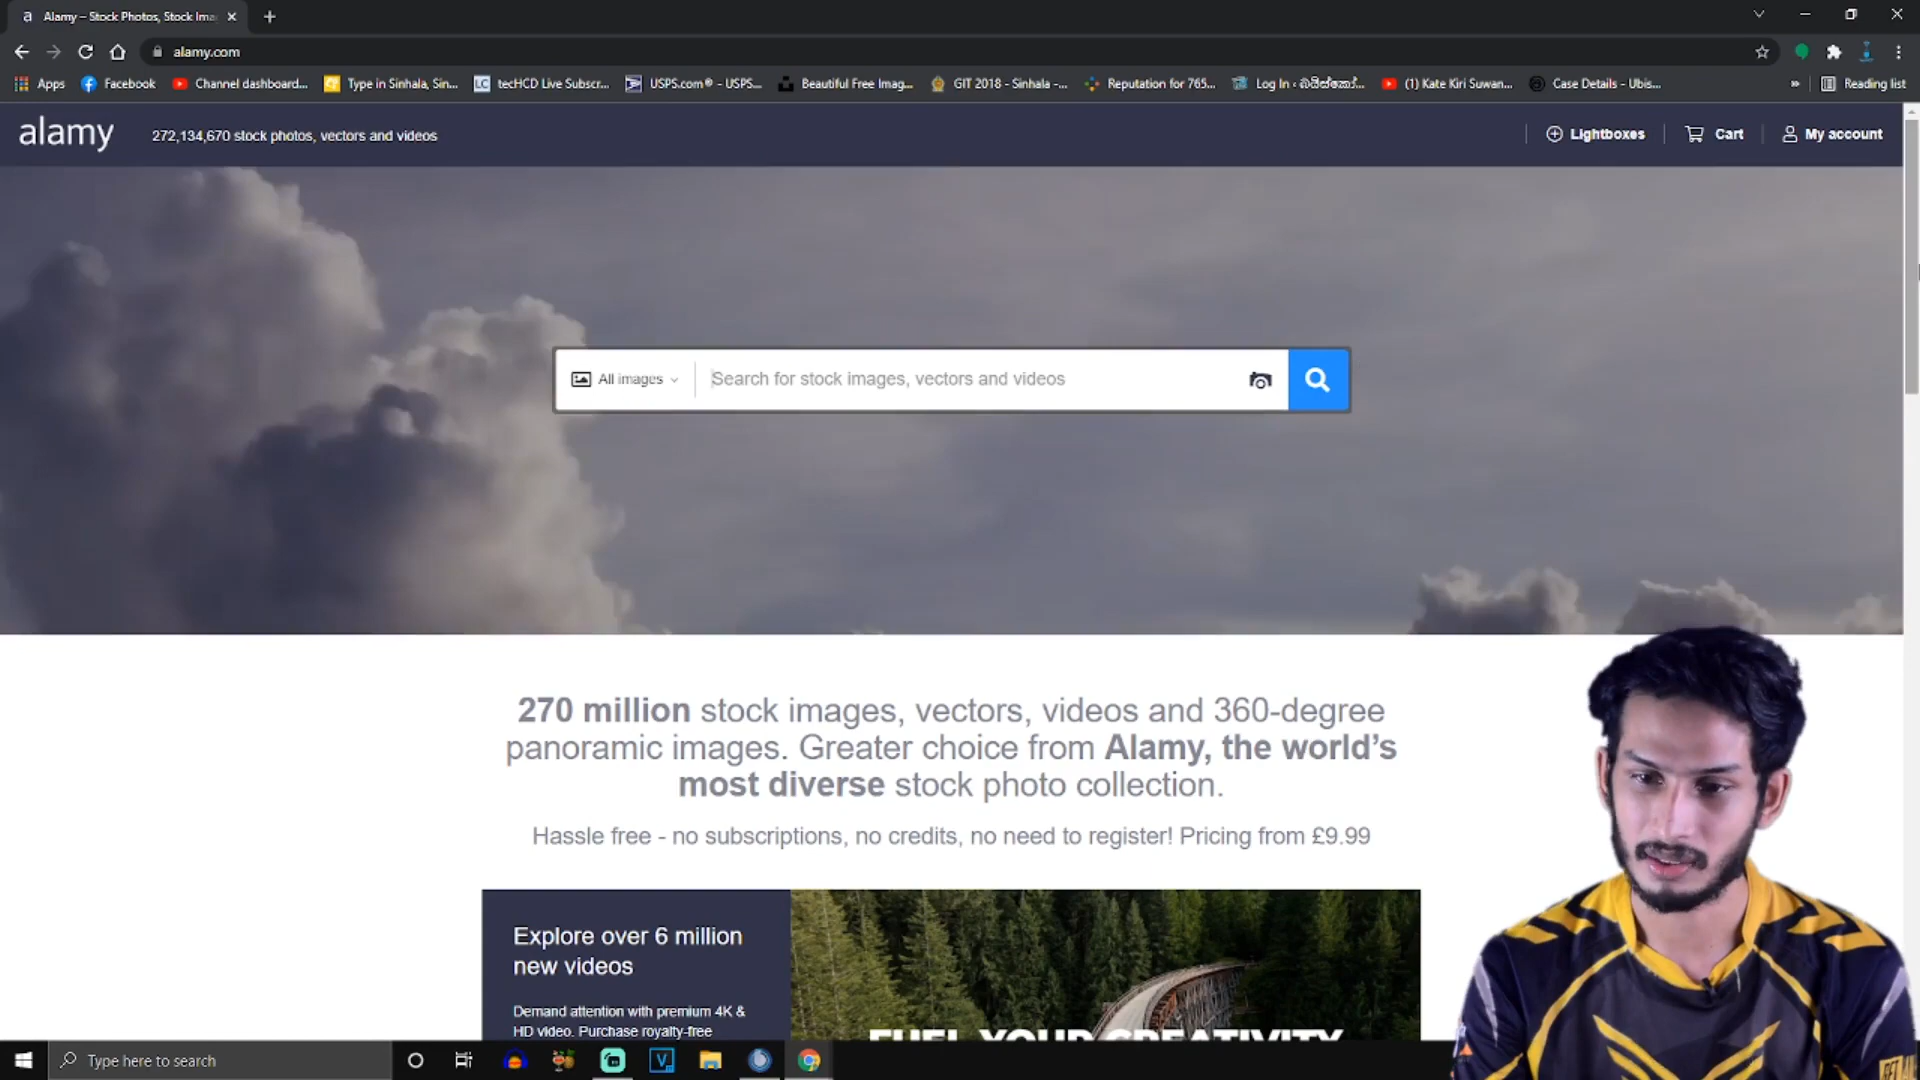 a Alamy – Stock Photos, Stock Ima
alamy.com
Apps Facebook Channel dashboard... Type in Sinhala, Sin... LC tecHCD Live Subscr... USPS.com® - USPS... Beautiful Free Imag... GIT 2018 - Sinhala -... Reputation for 765... Log In ‹ බයිස්කෝ... (1) Kate Kiri Suwan... Case Details - Ubis... » Reading list
alamy 272,134,670 stock photos, vectors and videos Lightboxes Cart My account
All images Search for stock images, vectors and videos
270 million stock images, vectors, videos and 360-degree
panoramic images. Greater choice from Alamy, the world's
most diverse stock photo collection.
Hassle free - no subscriptions, no credits, no need to register! Pricing from £9.99
Explore over 6 million
new videos
Demand attention with premium 4K &
HD video. Purchase royalty-free
FUEL YOUR CREATIVITY
Type here to search